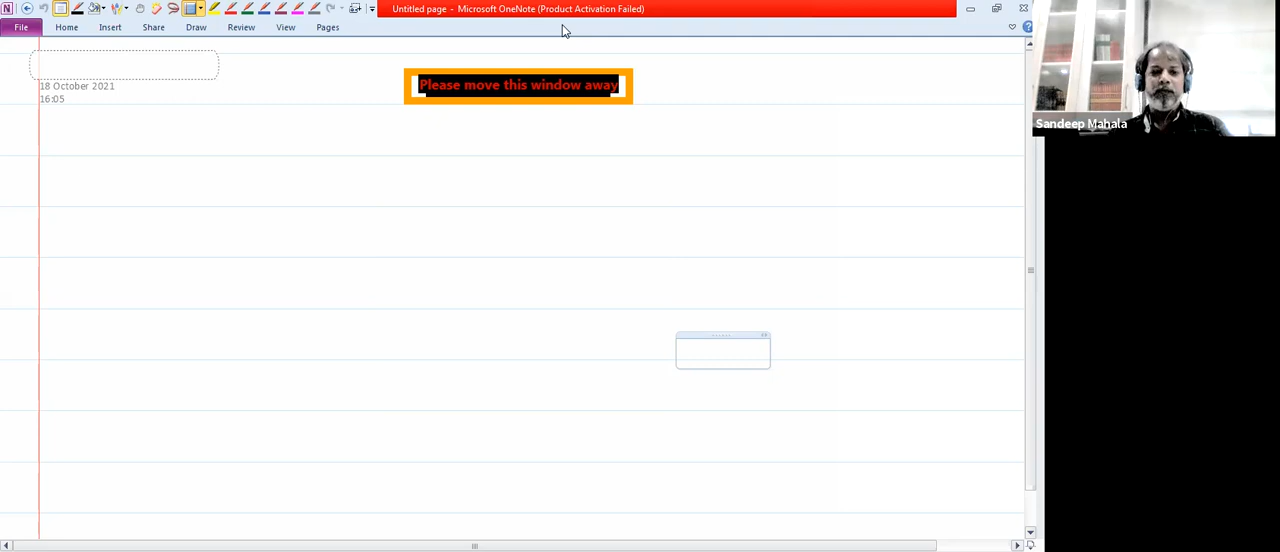 Untitled page - Microsoft OneNote (Product Activation Failed)
File Home Insert Share Draw Review View Pages
Please move this window away
18 October 2021
16:05
Sandeep Mahala